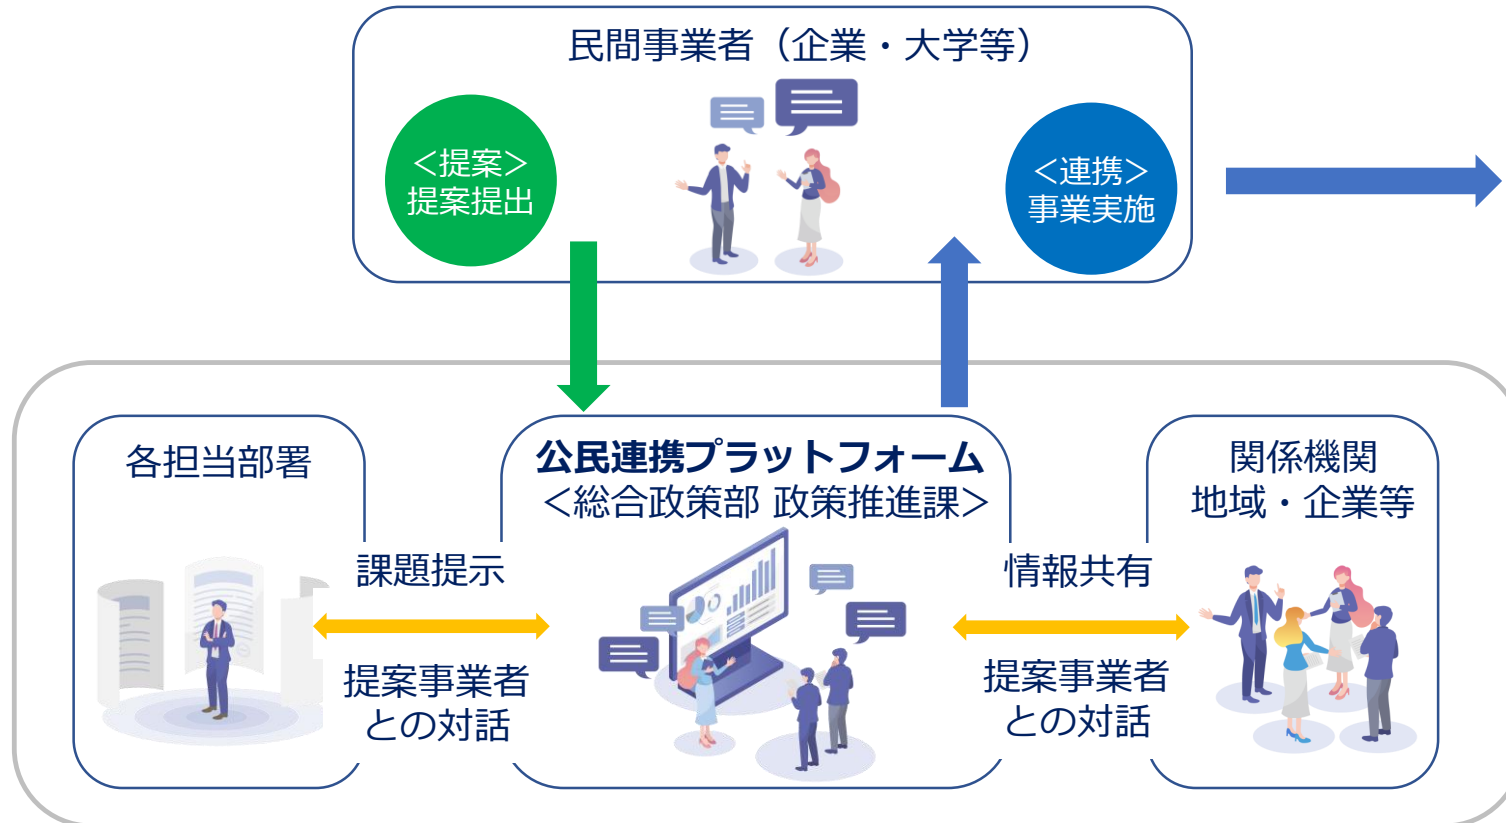 民間事業者（企業・大学等）
＜提案＞
提案提出
＜連携＞
事業実施
各担当部署
公民連携プラットフォーム
＜総合政策部 政策推進課＞
関係機関
地域・企業等
課題提示
提案事業者
との対話
情報共有
提案事業者
との対話